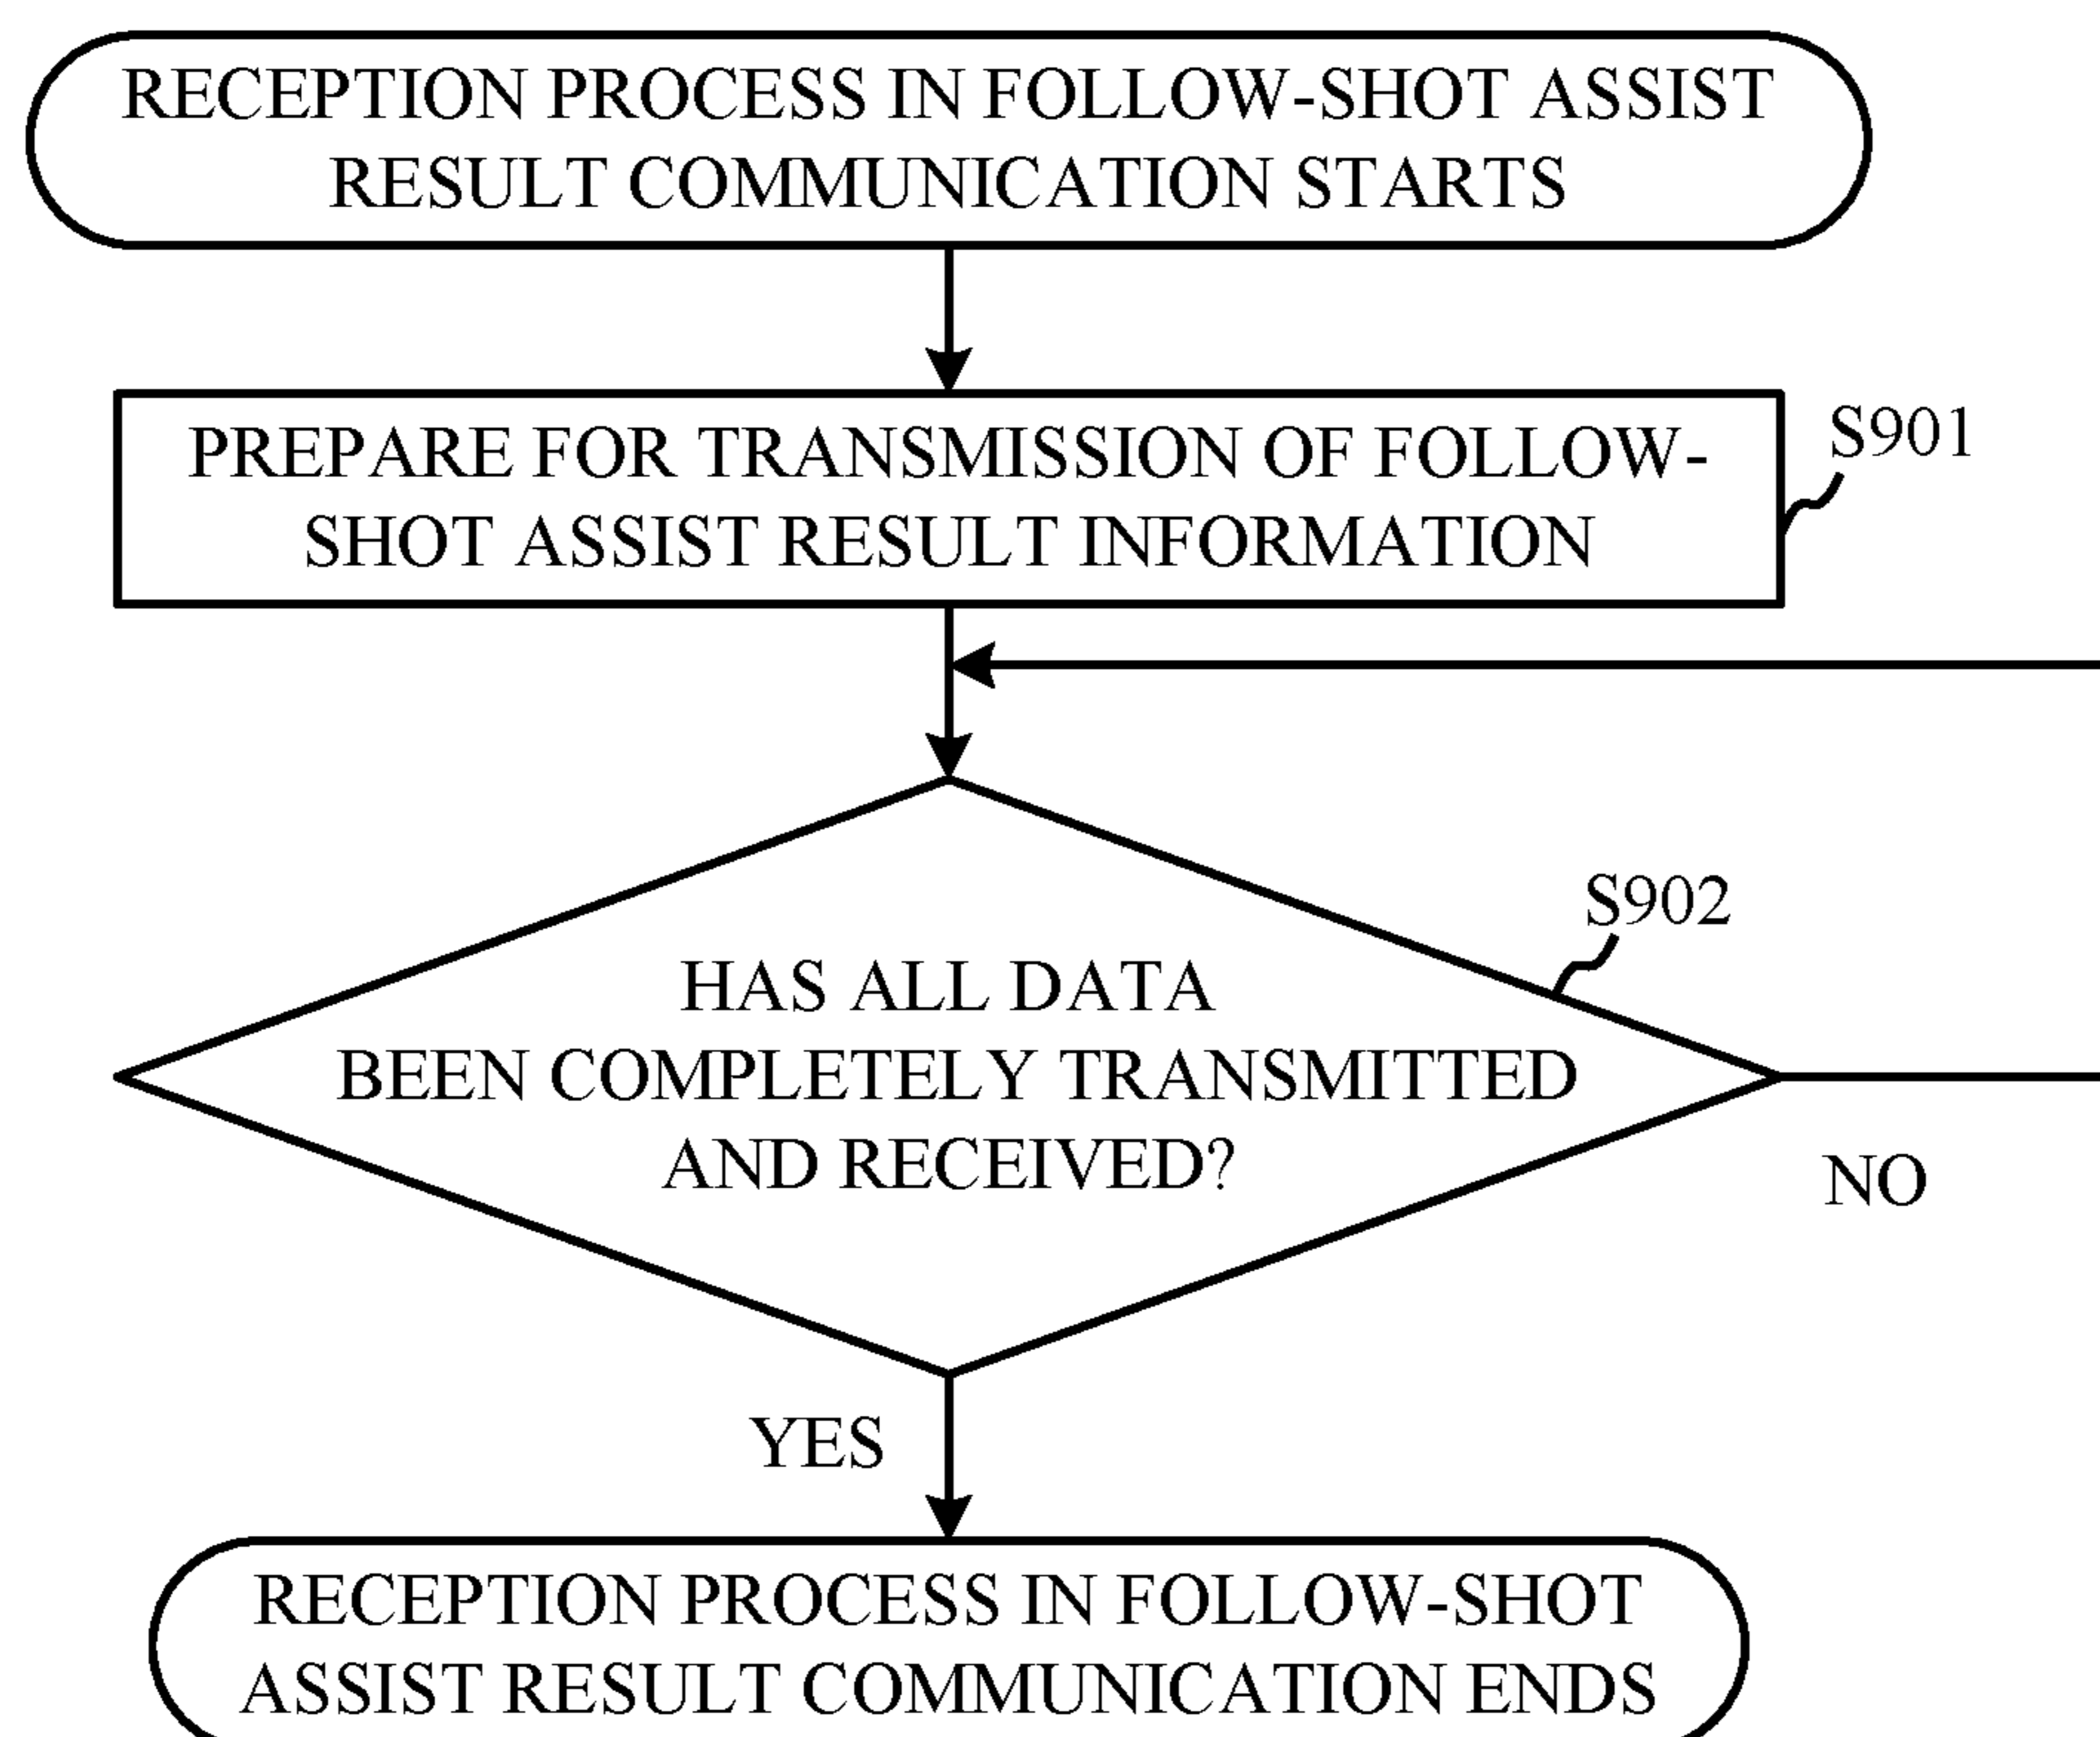 RECEPTION PROCESS IN FOLLOW-SHOT ASSIST
RESULT COMMUNICATION STARTS
PREPARE FOR TRANSMISSION OF FOLLOW-
SHOT ASSIST RESULT INFORMATION
S901
S902
HAS ALL DATA
BEEN COMPLETELY TRANSMITTED
AND RECEIVED?
NO
YES
RECEPTION PROCESS IN FOLLOW-SHOT
ASSIST RESULT COMMUNICATION ENDS